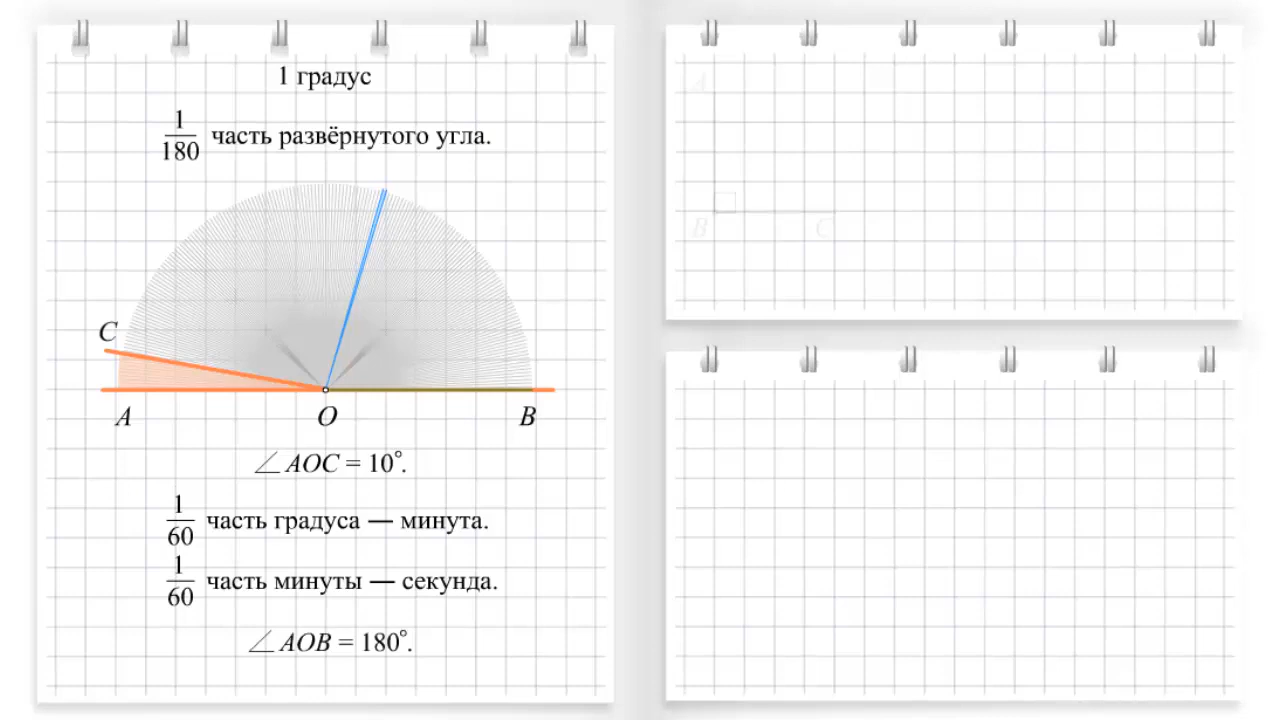 1 градус
1/180 часть развёрнутого угла.
C
A O B
∠AOC = 10°.
1/60 часть градуса — минута.
1/60 часть минуты — секунда.
∠AOB = 180°.
A
B C